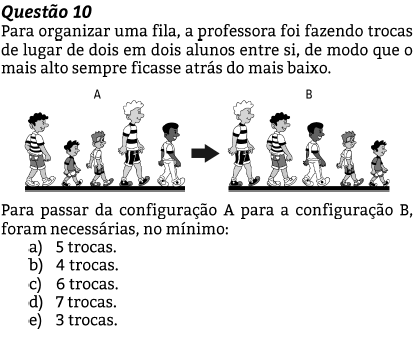 Questão 10
Para organizar uma fila, a professora foi fazendo trocas
de lugar de dois em dois alunos entre si, de modo que o
mais alto sempre ficasse atrás do mais baixo.
A B
Para passar da configuração A para a configuração B,
foram necessárias, no mínimo:
a) 5 trocas.
b) 4 trocas.
c) 6 trocas.
d) 7 trocas.
e) 3 trocas.